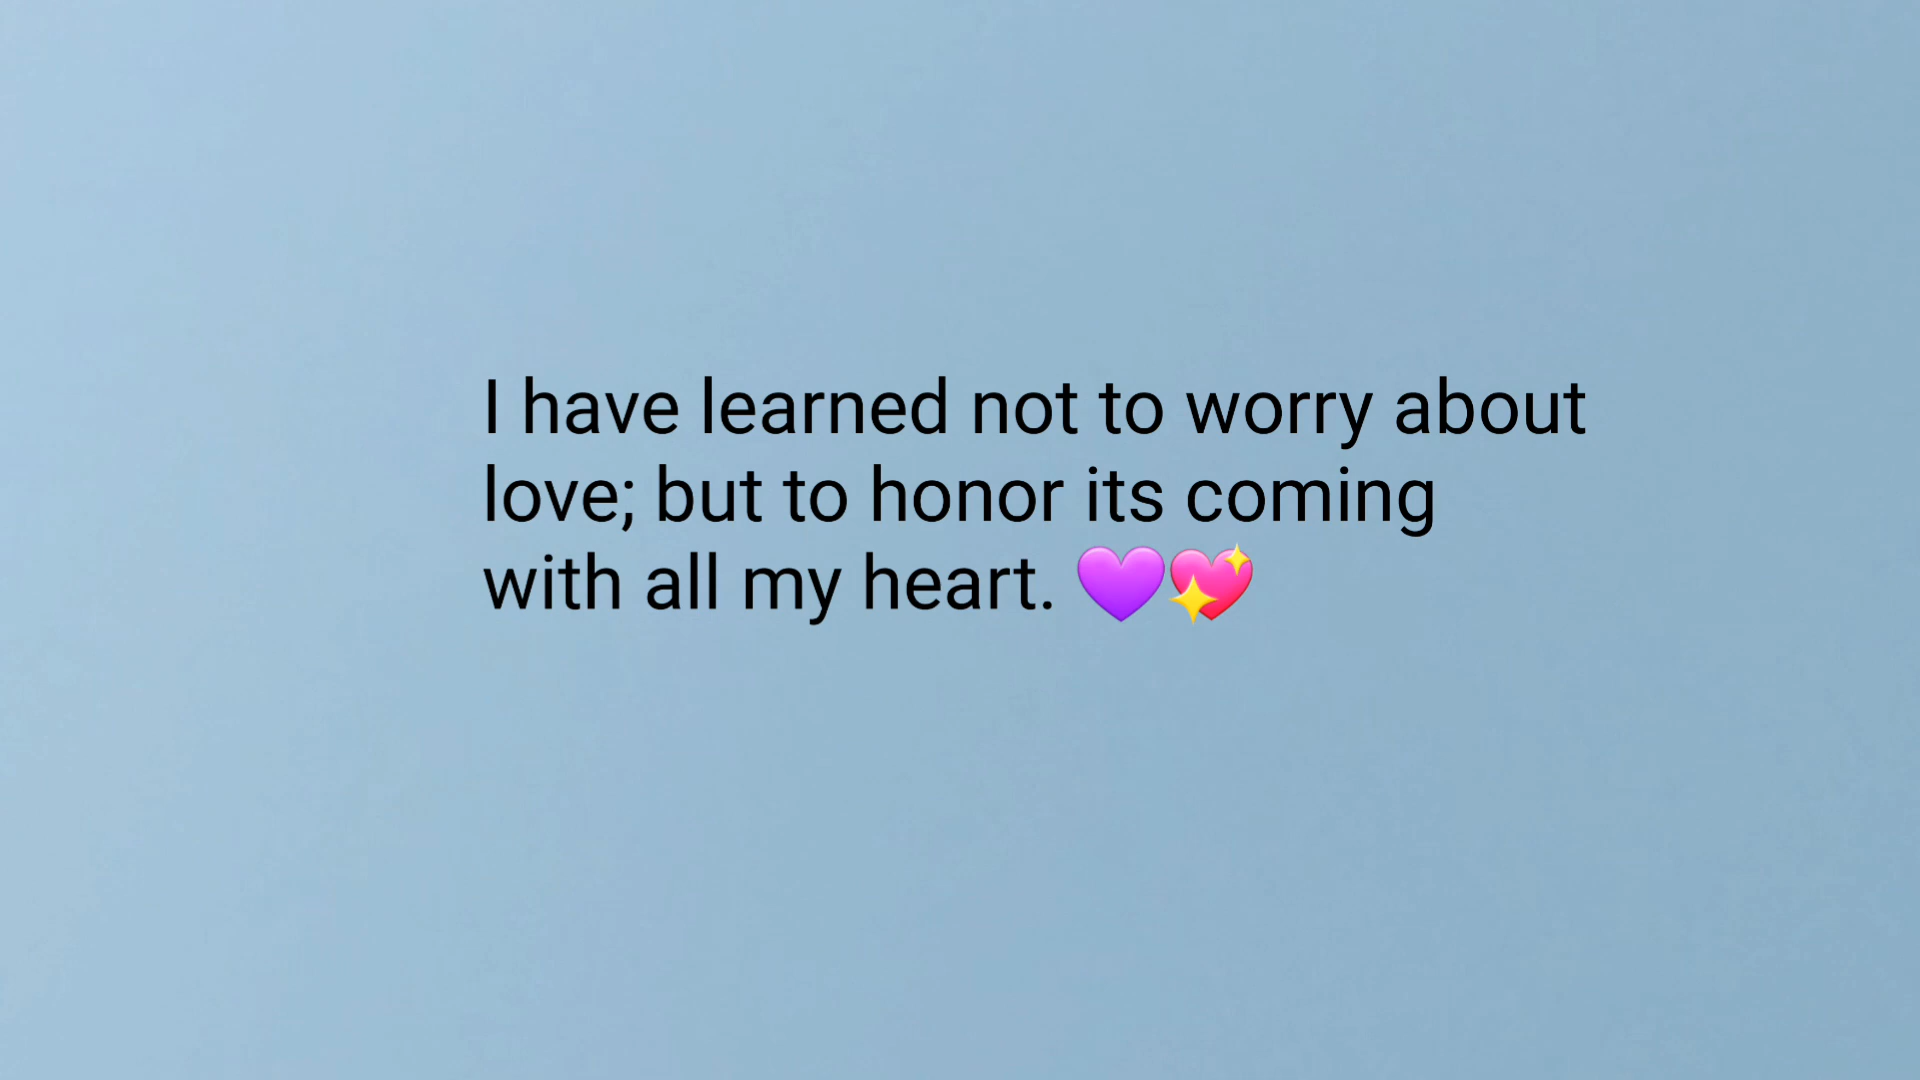 I have learned not to worry about
love; but to honor its coming
with all my heart. 💜💖